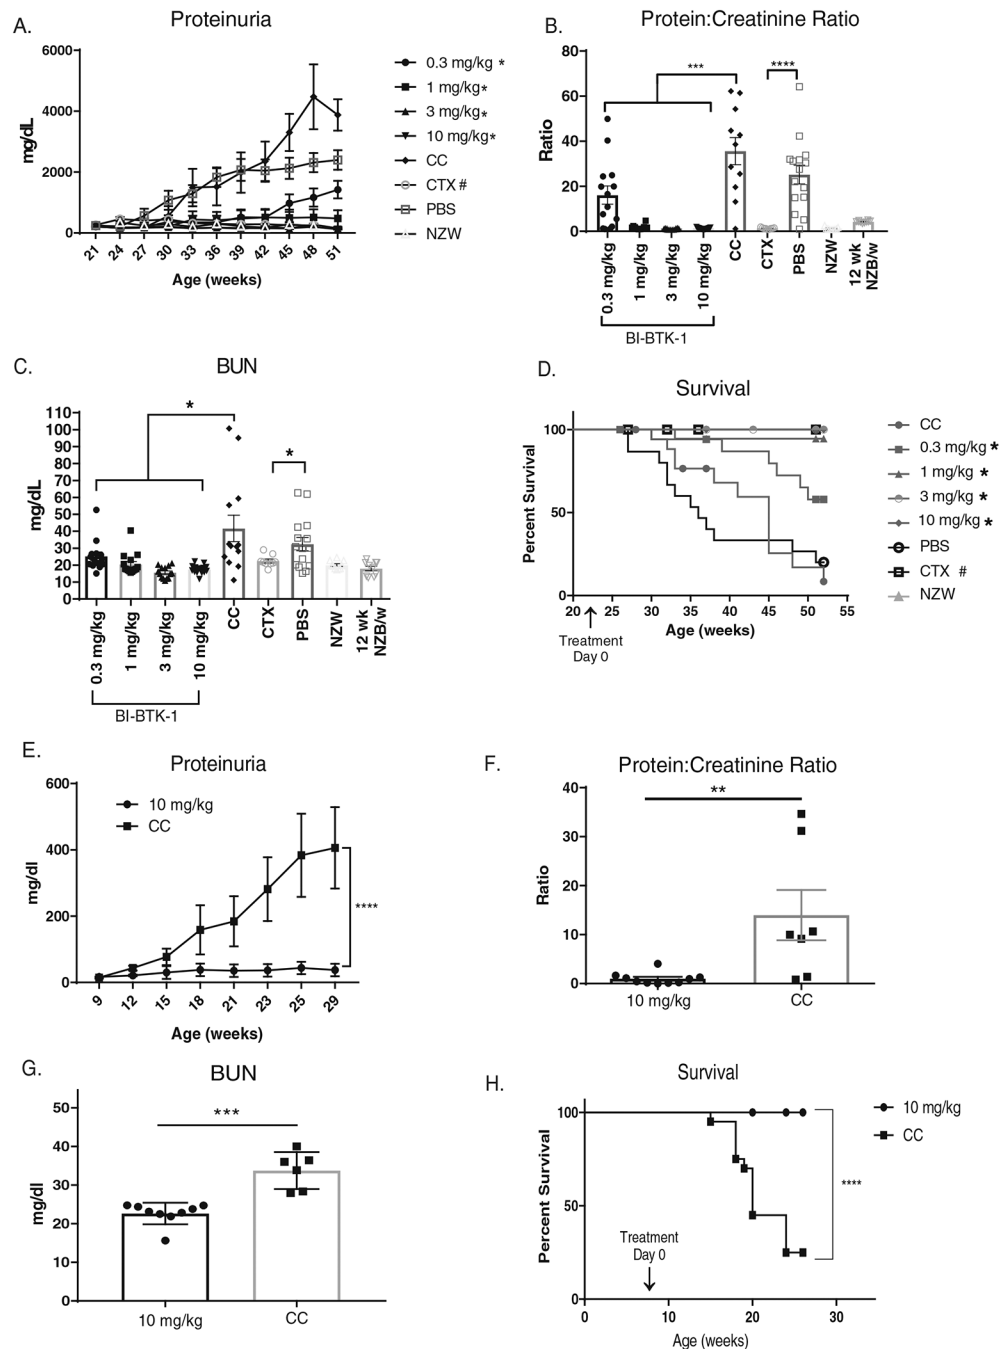 A.
Proteinuria
6000
4000
2000
0
mg/dL
21 24 27 30 33 36 39 42 45 48 51
Age (weeks)
0.3 mg/kg *
1 mg/kg*
3 mg/kg*
10 mg/kg*
CC
CTX #
PBS
NZW
B.
Protein:Creatinine Ratio
80
60
40
20
0
Ratio
***
****
0.3 mg/kg
1 mg/kg
3 mg/kg
10 mg/kg
CC
CTX
PBS
NZW
12 wk
NZB/w
BI-BTK-1
C.
BUN
110
100
90
80
70
60
50
40
30
20
10
0
mg/dL
*
*
0.3 mg/kg
1 mg/kg
3 mg/kg
10 mg/kg
CC
CTX
PBS
NZW
12 wk
NZB/w
BI-BTK-1
D.
Survival
100
50
0
Percent Survival
20 25 30 35 40 45 50 55
Age (weeks)
Treatment
Day 0
CC
0.3 mg/kg *
1 mg/kg *
3 mg/kg *
10 mg/kg *
PBS
CTX #
NZW
E.
Proteinuria
600
400
200
0
mg/dl
10 mg/kg
CC
****
9 12 15 18 21 23 25 29
Age (weeks)
F.
Protein:Creatinine Ratio
40
30
20
10
0
Ratio
**
10 mg/kg
CC
G.
BUN
50
40
30
20
10
0
mg/dl
***
10 mg/kg
CC
H.
Survival
100
50
0
Percent Survival
Treatment
Day 0
0 10 20 30
Age (weeks)
10 mg/kg
CC
****